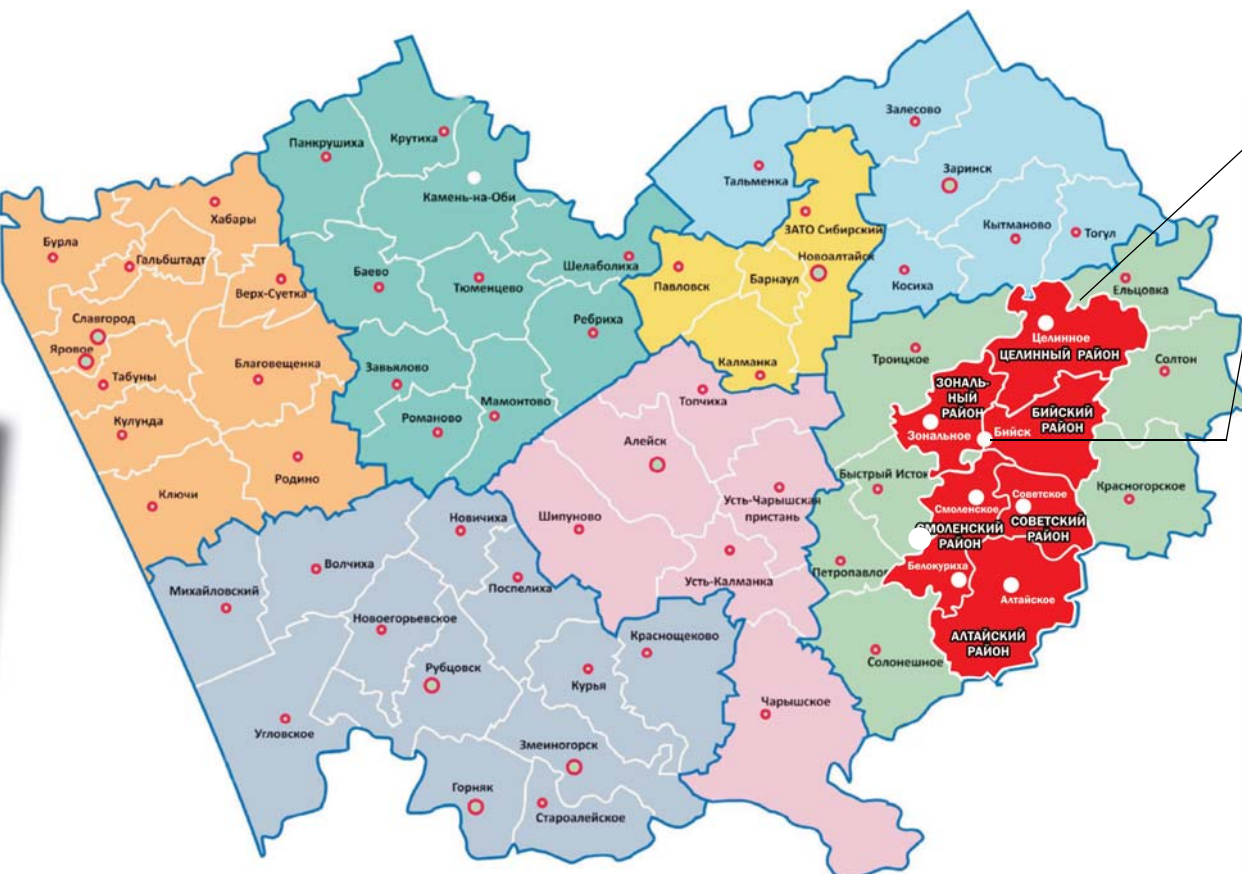 Залесово
Панкрушиха
Крутиха
Тальменка
Заринск
Камень-на-Оби
Хабары
ЗАТО Сибирский
Кытманово
Тогул
Бурла
Гальбштадт
Шелаболиха
Новоалтайск
Баево
Верх-Суетка
Тюменцево
Павловск
Барнаул
Косиха
Ельцовка
Славгород
Ребриха
Целинное
Яровое
ЦЕЛИННЫЙ РАЙОН
Благовещенка
Завьялово
Калманка
Троицкое
Солтон
Табуны
Топчиха
ЗОНАЛЬ-
НЫЙ
РАЙОН
Мамонтово
Романово
БИЙСКИЙ
РАЙОН
Кулунда
Алейск
Зональное
Бийск
Родино
Быстрый Исток
Ключи
Красногорское
Усть-Чарышская
пристань
Советское
Смоленское
Новичиха
Шипуново
СМОЛЕНСКИЙ
РАЙОН
СОВЕТСКИЙ
РАЙОН
Волчиха
Белокуриха
Петропавлов
Михайловский
Поспелиха
Усть-Калманка
Алтайское
Новоегорьевское
Краснощеково
АЛТАЙСКИЙ
РАЙОН
Рубцовск
Курья
Солонешное
Чарышское
Угловское
Змеиногорск
Горняк
Староалейское